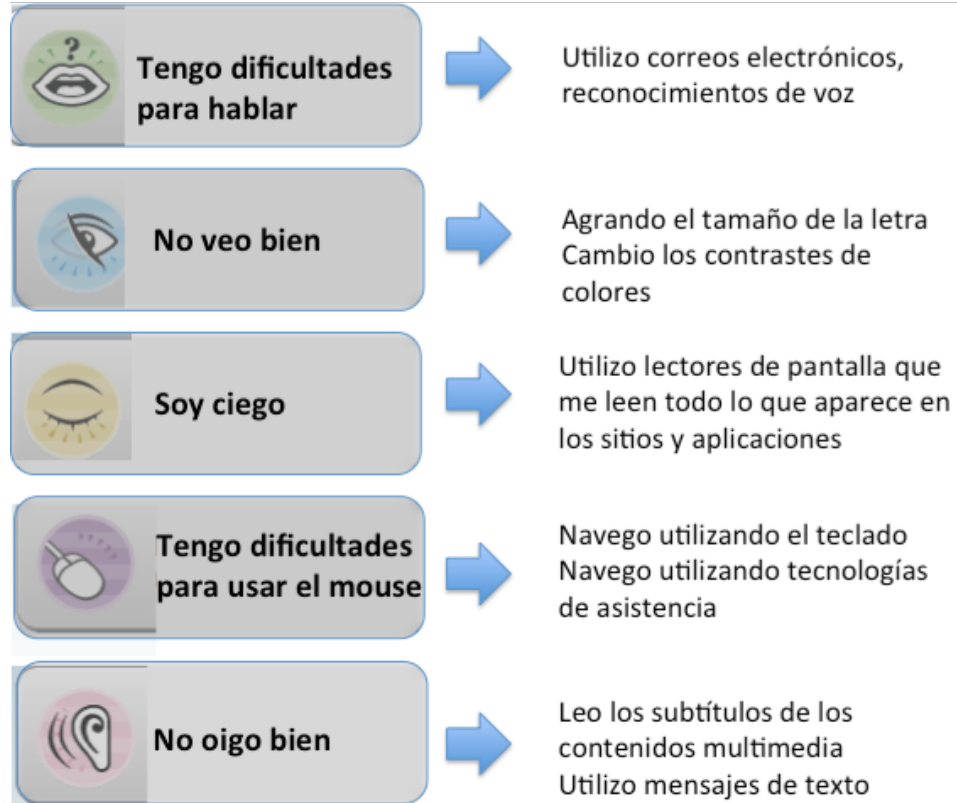 ?
Tengo dificultades
para hablar
Utilizo correos electrónicos,
reconocimientos de voz
No veo bien
Agrando el tamaño de la letra
Cambio los contrastes de
colores
Soy ciego
Utilizo lectores de pantalla que
me leen todo lo que aparece en
los sitios y aplicaciones
Tengo dificultades
para usar el mouse
Navego utilizando el teclado
Navego utilizando tecnologías
de asistencia
No oigo bien
Leo los subtítulos de los
contenidos multimedia
Utilizo mensajes de texto